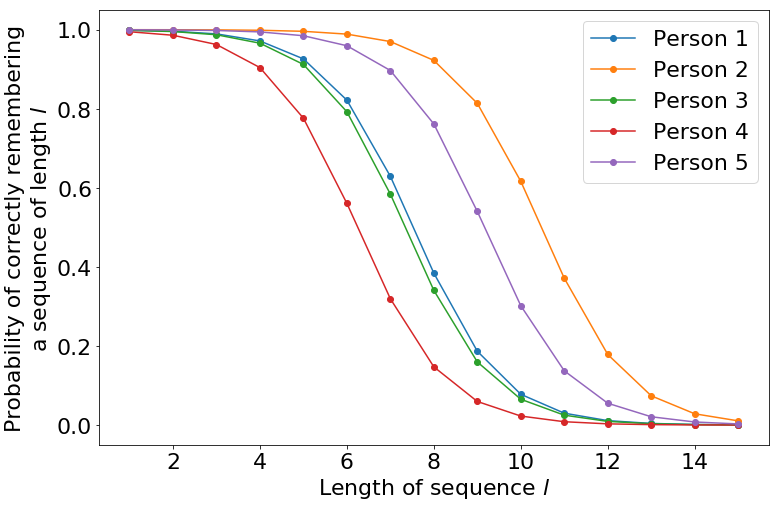 Probability of correctly remembering
a sequence of length l
1.0
0.8
0.6
0.4
0.2
0.0
2 4 6 8 10 12 14
Length of sequence l
Person 1
Person 2
Person 3
Person 4
Person 5